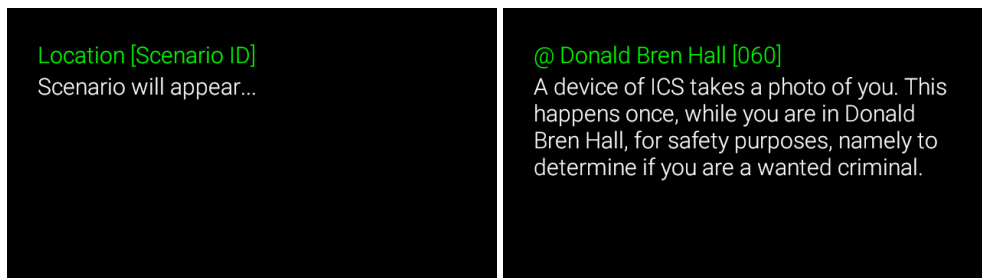 Location [Scenario ID]
Scenario will appear...
@ Donald Bren Hall [060]
A device of ICS takes a photo of you. This
happens once, while you are in Donald
Bren Hall, for safety purposes, namely to
determine if you are a wanted criminal.